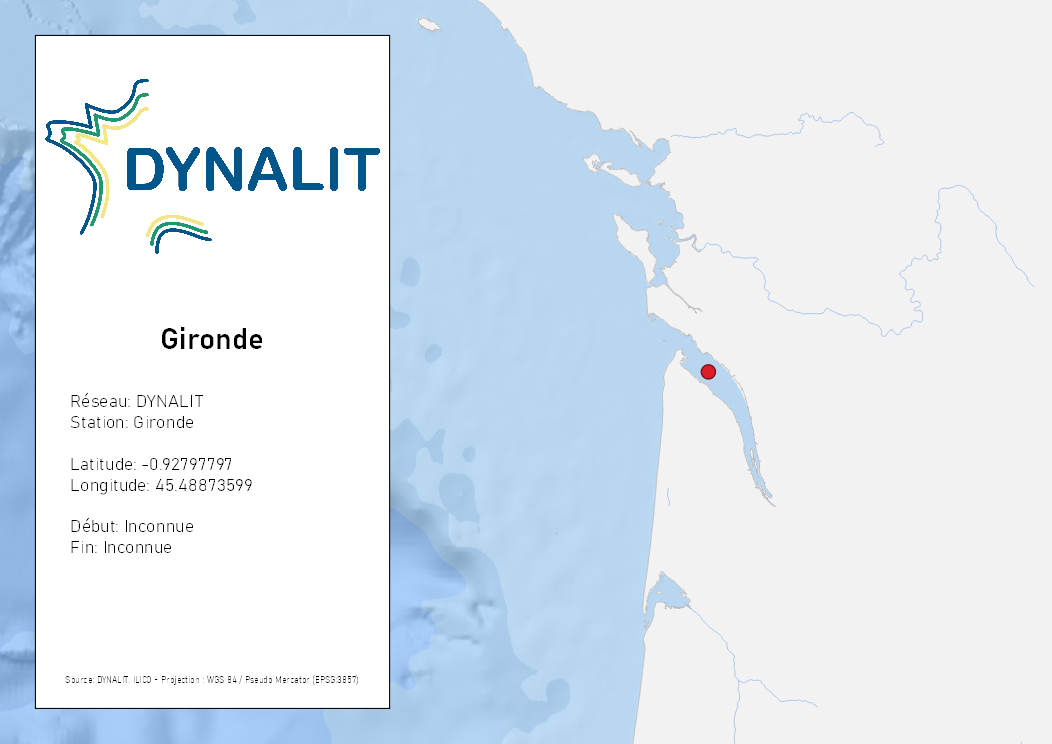 DYNALIT
Gironde
Réseau: DYNALIT
Station: Gironde
Latitude: -0.92797797
Longitude: 45.48873599
Début: Inconnue
Fin: Inconnue
Source: DYNALIT, ILICO - Projection : WGS 84 / Pseudo Mercator (EPSG:3857)